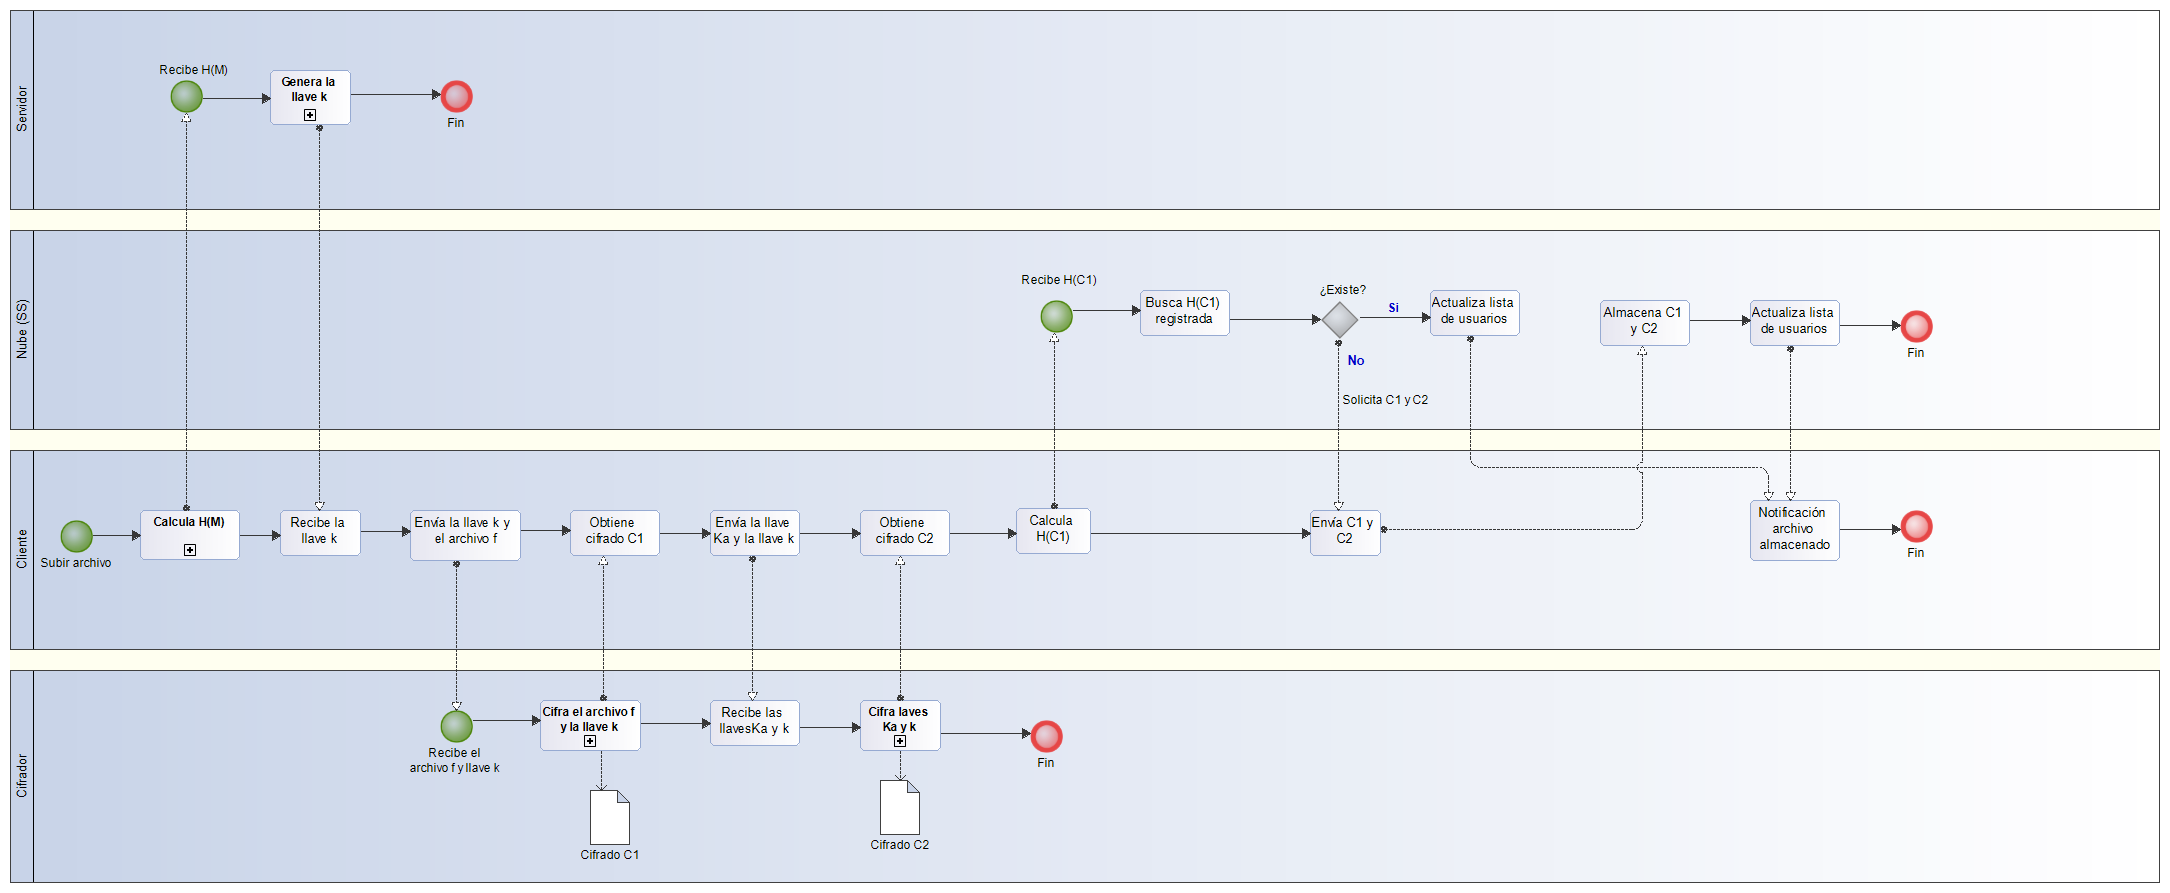 Servidor
Recibe H(M)
Genera la
llave k
Fin
Nube (SS)
Recibe H(C1)
Busca H(C1)
registrada
¿Existe?
Si
No
Solicita C1 y C2
Actualiza lista
de usuarios
Almacena C1
y C2
Actualiza lista
de usuarios
Fin
Cliente
Subir archivo
Calcula H(M)
Recibe la
llave k
Envía la llave k y
el archivo f
Obtiene
cifrado C1
Envía la llave
Ka y la llave k
Obtiene
cifrado C2
Calcula
H(C1)
Envía C1 y
C2
Notificación
archivo
almacenado
Fin
Cifrador
Recibe el
archivo f y llave k
Cifra el archivo f
y la llave k
Cifrado C1
Recibe las
llavesKa y k
Cifra laves
Ka y k
Cifrado C2
Fin